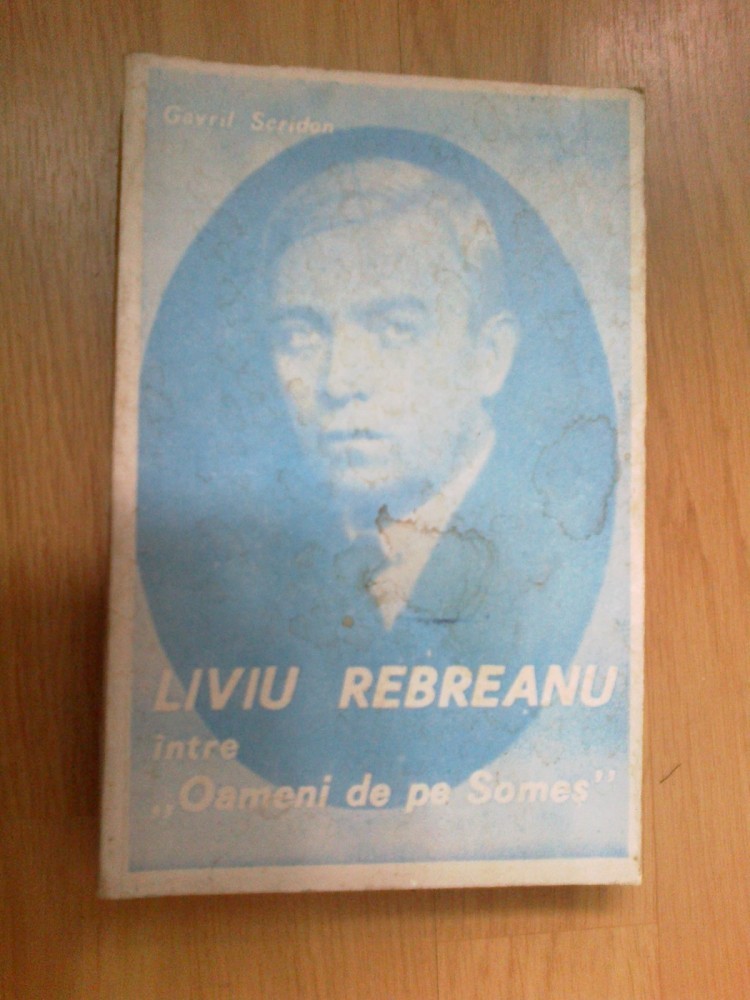 Gavril Scridon
LIVIU REBREANU
între
„Oameni de pe Someș”